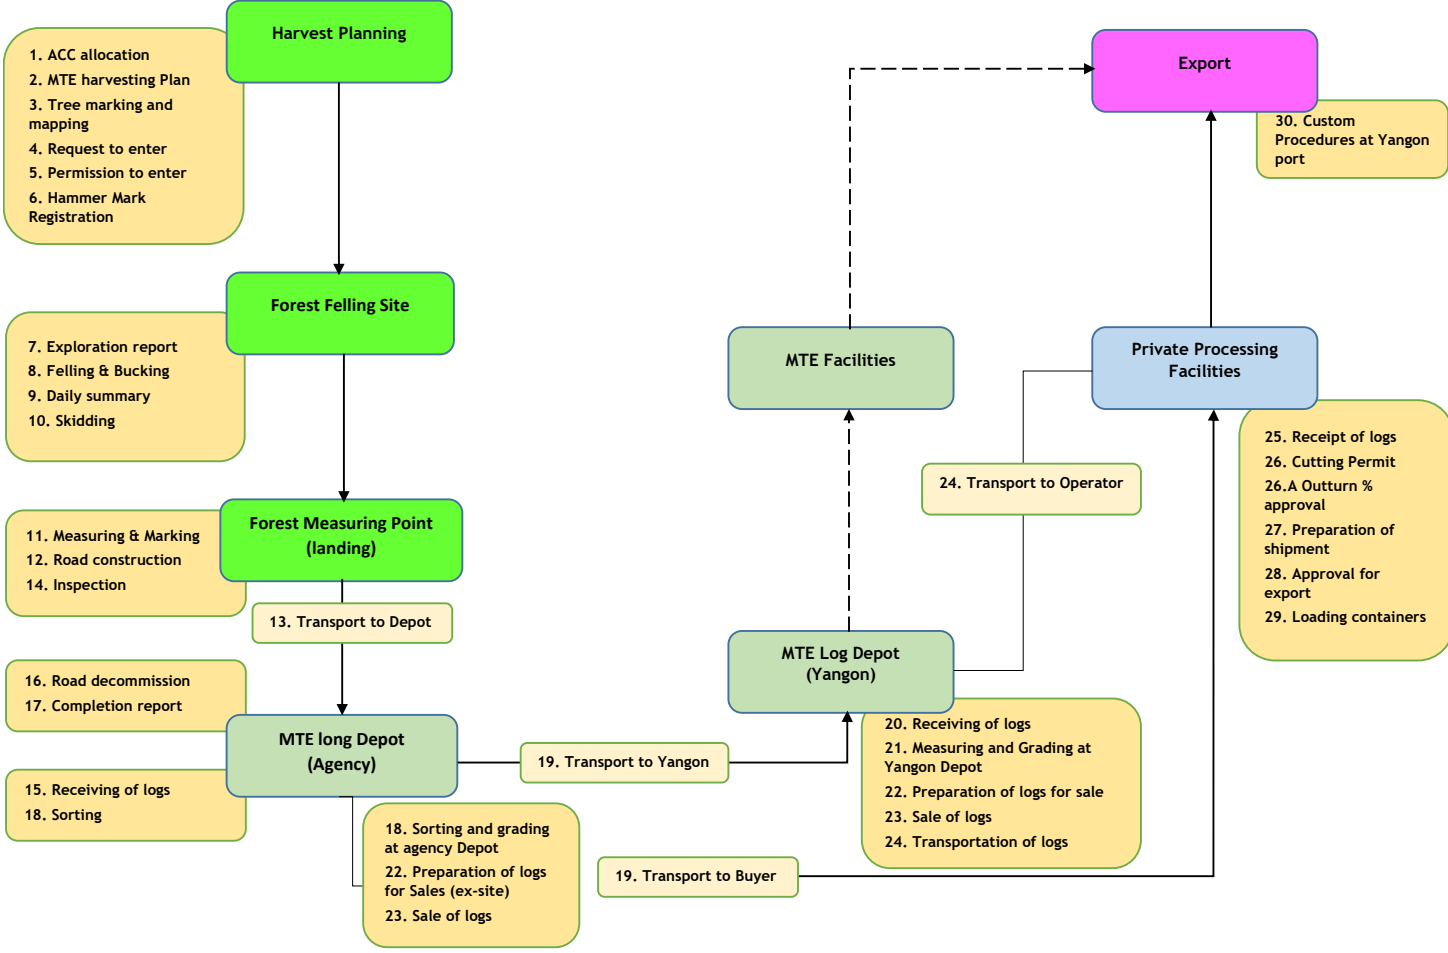 Harvest Planning
1. ACC allocation
2. MTE harvesting Plan
3. Tree marking and
mapping
4. Request to enter
5. Permission to enter
6. Hammer Mark
Registration
Forest Felling Site
7. Exploration report
8. Felling & Bucking
9. Daily summary
10. Skidding
Forest Measuring Point
(landing)
11. Measuring & Marking
12. Road construction
14. Inspection
13. Transport to Depot
16. Road decommission
17. Completion report
MTE long Depot
(Agency)
15. Receiving of logs
18. Sorting
18. Sorting and grading
at agency Depot
22. Preparation of logs
for Sales (ex-site)
23. Sale of logs
19. Transport to Yangon
19. Transport to Buyer
MTE Log Depot
(Yangon)
20. Receiving of logs
21. Measuring and Grading at
Yangon Depot
22. Preparation of logs for sale
23. Sale of logs
24. Transportation of logs
24. Transport to Operator
MTE Facilities
Private Processing
Facilities
25. Receipt of logs
26. Cutting Permit
26.A Outturn %
approval
27. Preparation of
shipment
28. Approval for
export
29. Loading containers
Export
30. Custom
Procedures at Yangon
port